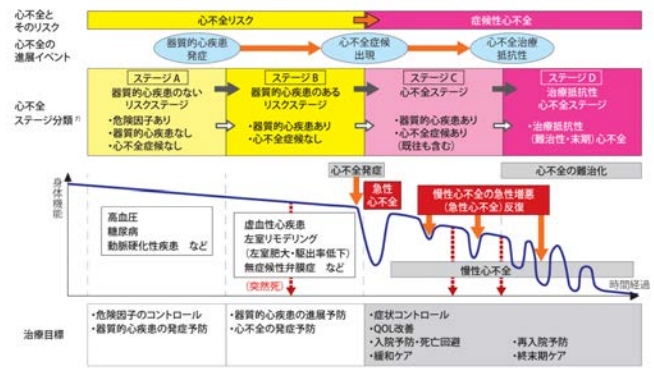 心不全と
そのリスク
心不全リスク
症候性心不全
心不全の
進展イベント
器質的心疾患
発症
心不全症候
出現
心不全治療
抵抗性
心不全
ステージ分類 7)
ステージA
器質的心疾患のない
リスクステージ
・危険因子あり
・器質的心疾患なし
・心不全症候なし
ステージB
器質的心疾患のある
リスクステージ
・器質的心疾患あり
・心不全症候なし
ステージC
心不全ステージ
・器質的心疾患あり
・心不全症候あり
(既往も含む)
ステージD
治療抵抗性
心不全ステージ
・治療抵抗性
(難治性・末期)心不全
心不全発症
心不全の難治化
身体機能
急性
心不全
慢性心不全の急性増悪
(急性心不全)反復
高血圧
糖尿病
動脈硬化性疾患 など
虚血性心疾患
左室リモデリング
(左室肥大・駆出率低下)
無症候性弁膜症 など
(突然死)
慢性心不全
時間経過
治療目標
・危険因子のコントロール
・器質的心疾患の発症予防
・器質的心疾患の進展予防
・心不全の発症予防
・症状コントロール
・QOL改善
・入院予防・死亡回避
・緩和ケア
・再入院予防
・終末期ケア